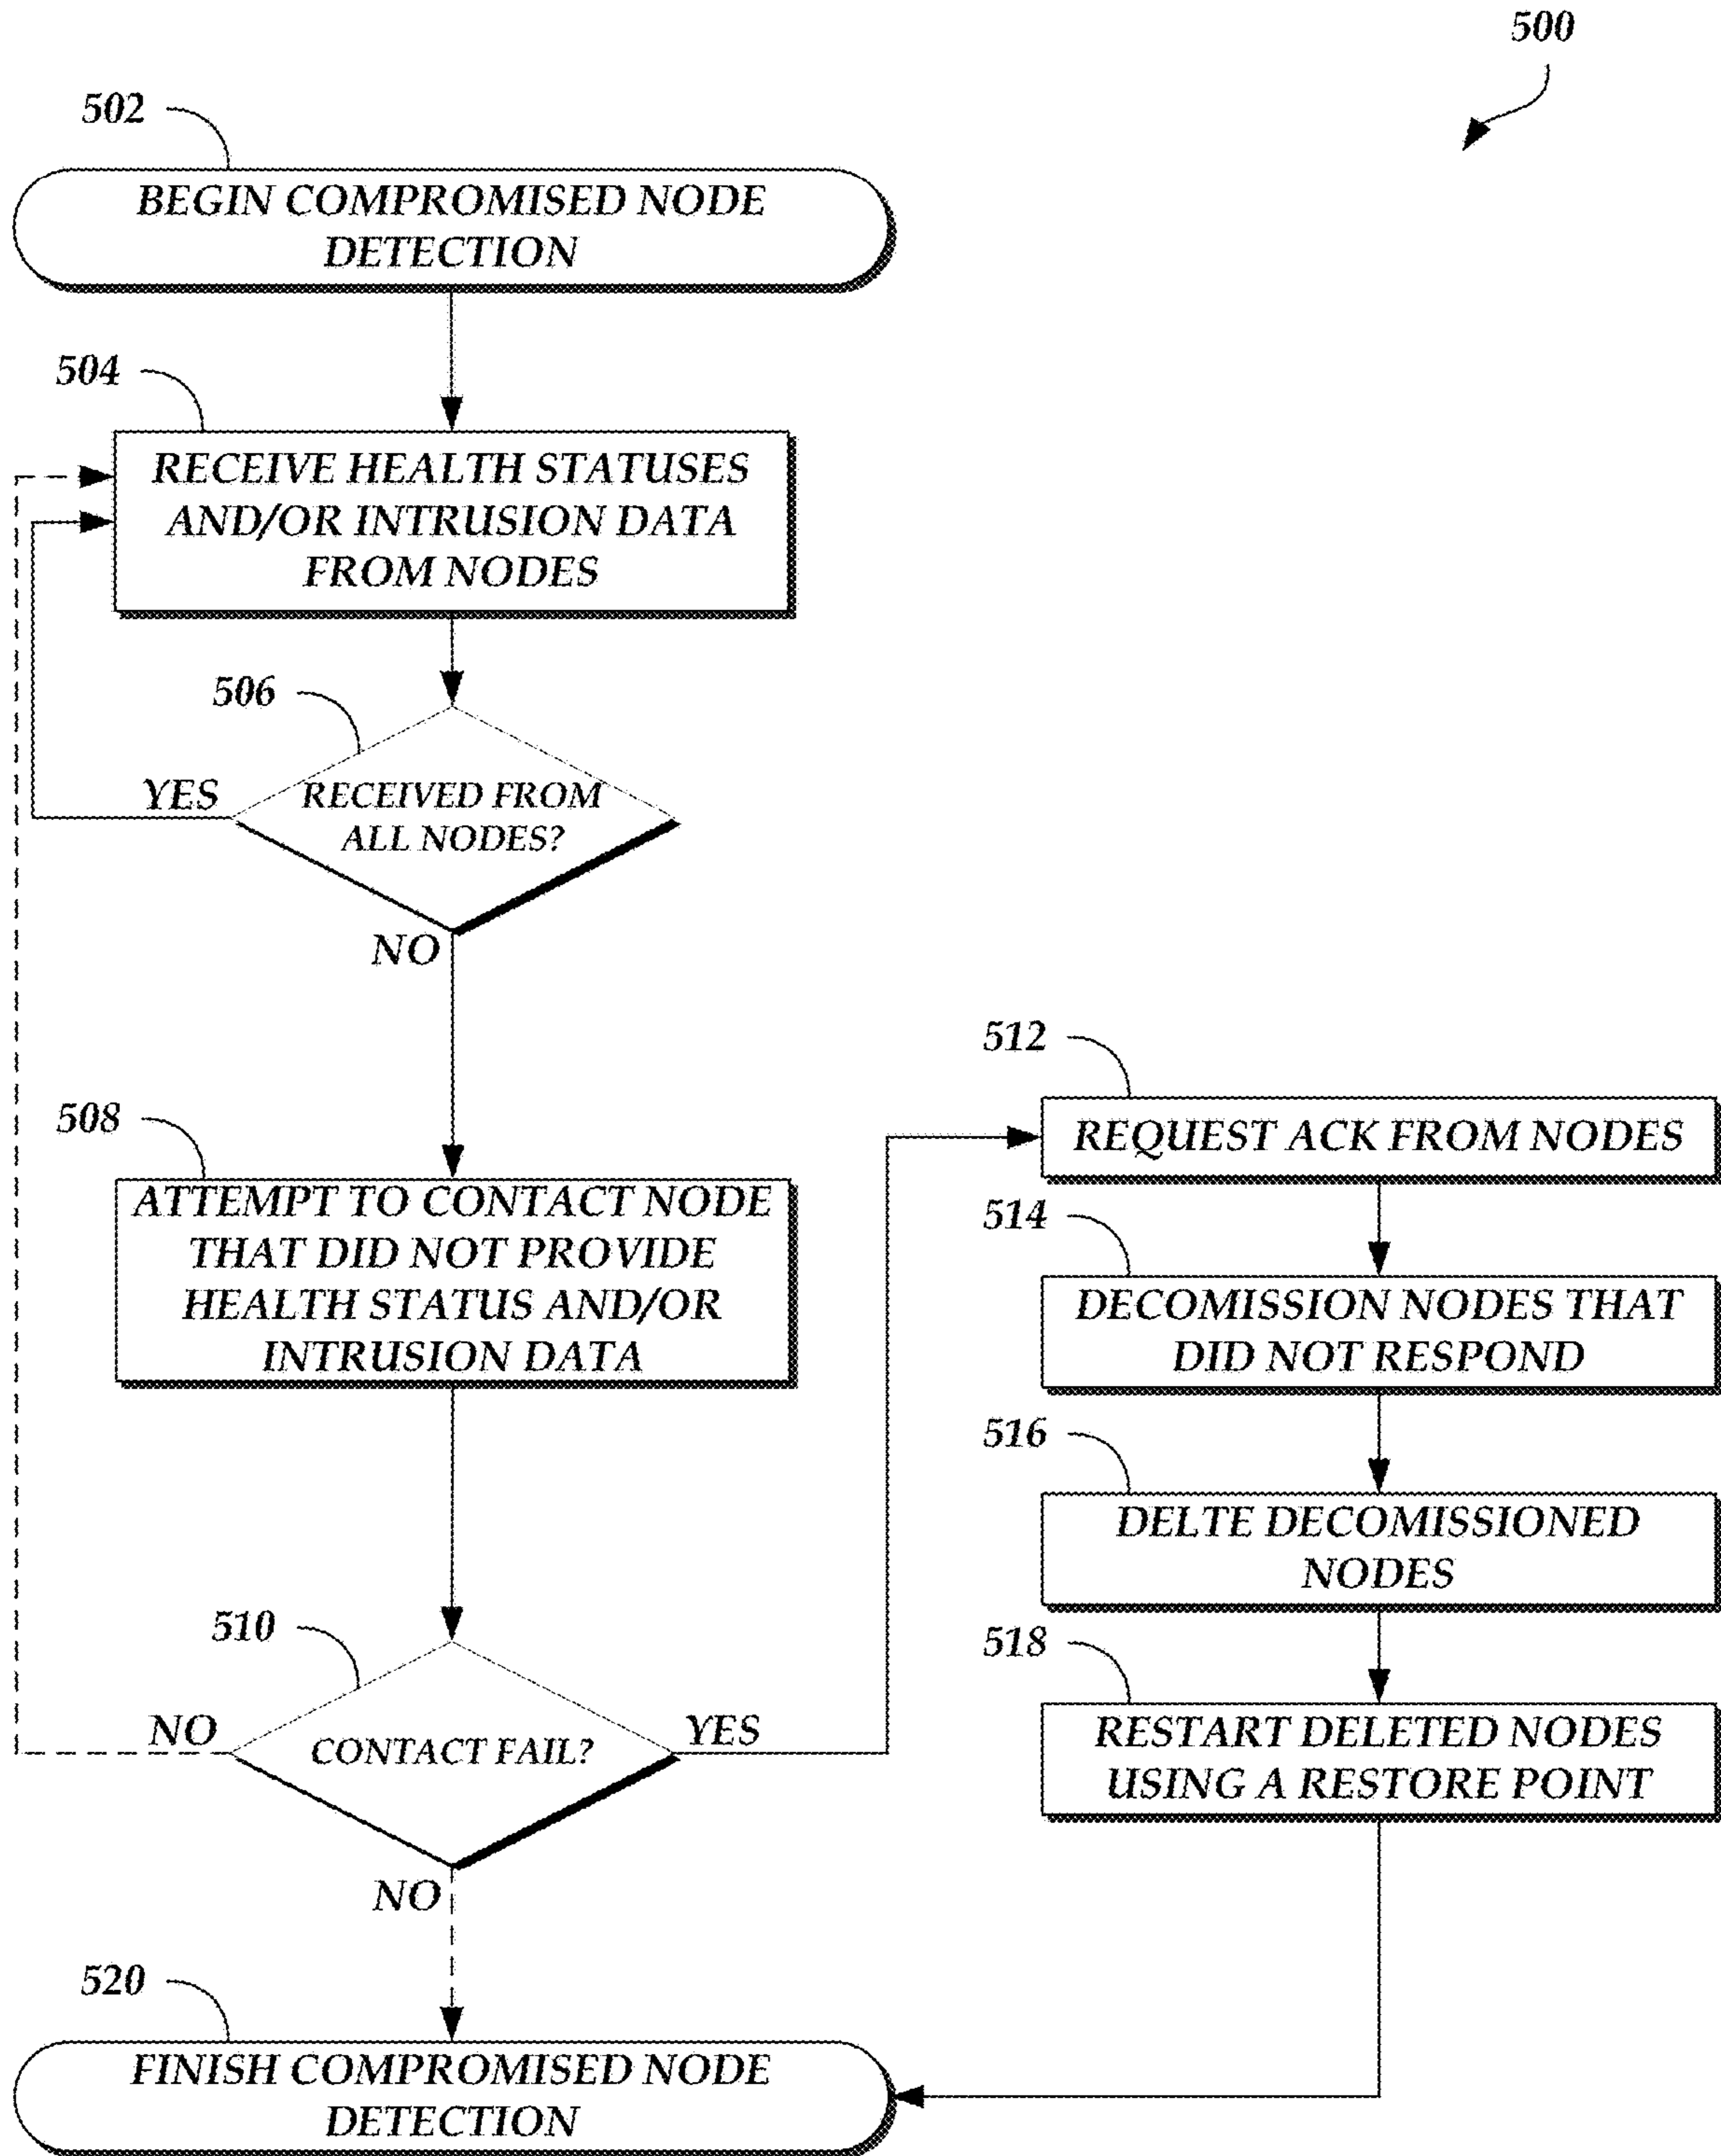 500
502
BEGIN COMPROMISED NODE
DETECTION
504
RECEIVE HEALTH STATUSES
AND/OR INTRUSION DATA
FROM NODES
506
YES
RECEIVED FROM
ALL NODES?
NO
508
ATTEMPT TO CONTACT NODE
THAT DID NOT PROVIDE
HEALTH STATUS AND/OR
INTRUSION DATA
510
NO
CONTACT FAIL?
YES
NO
512
REQUEST ACK FROM NODES
514
DECOMISSION NODES THAT
DID NOT RESPOND
516
DELTE DECOMISSIONED
NODES
518
RESTART DELETED NODES
USING A RESTORE POINT
520
FINISH COMPROMISED NODE
DETECTION